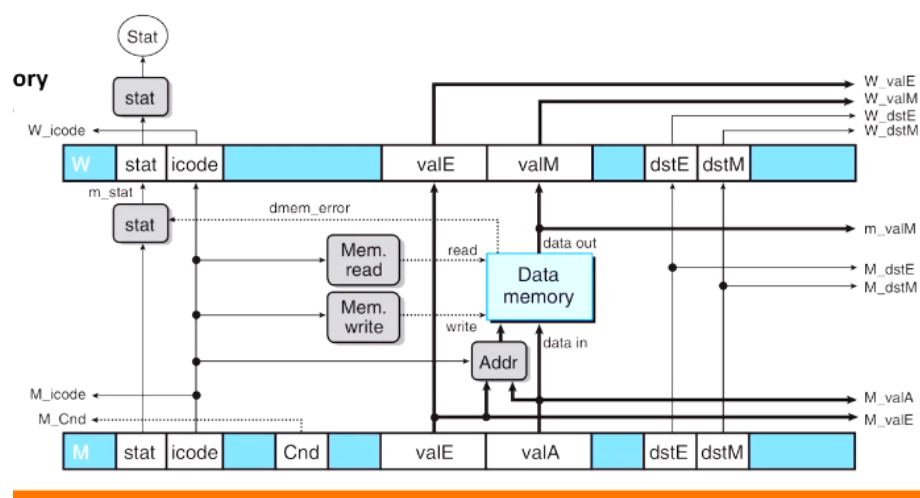 Stat
ory
stat
W_valE
W_valM
W_dstE
W_dstM
W_icode
W stat icode valE valM dstE dstM
m_stat
stat
dmem_error
m_valM
data out
Mem. read
read
Data memory
M_dstE
M_dstM
Mem. write
write
data in
Addr
M_icode
M_valA
M_Cnd
M_valE
M stat icode Cnd valE valA dstE dstM